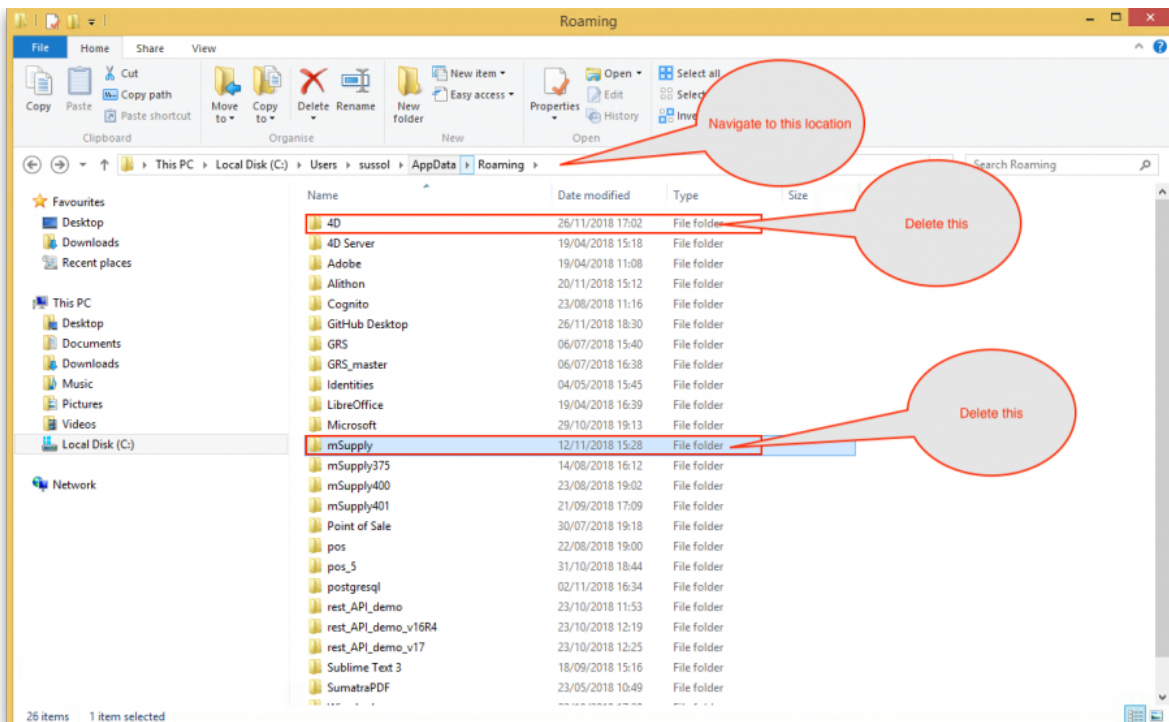 Roaming
File Home Share View
Copy
Paste
Cut
Copy path
Paste shortcut
Clipboard
Move to
Copy to
Delete
Rename
Organise
New folder
New item
Easy access
New
Properties
Open
Edit
History
Open
Select all
Navigate to this location
This PC Local Disk (C:) Users sussol AppData Roaming
Search Roaming
Favourites
Desktop
Downloads
Recent places
This PC
Desktop
Documents
Downloads
Music
Pictures
Videos
Local Disk (C:)
Network
Name Date modified Type Size
4D 26/11/2018 17:02 File folder
4D Server 19/04/2018 15:18 File folder
Adobe 19/04/2018 11:08 File folder
Alithon 20/11/2018 15:12 File folder
Cognito 23/08/2018 11:16 File folder
GitHub Desktop 26/11/2018 18:30 File folder
GRS 06/07/2018 15:40 File folder
GRS_master 06/07/2018 16:38 File folder
Identities 04/05/2018 15:45 File folder
LibreOffice 19/04/2018 16:39 File folder
Microsoft 29/10/2018 19:13 File folder
mSupply 12/11/2018 15:28 File folder
mSupply375 14/08/2018 16:12 File folder
mSupply400 23/08/2018 19:02 File folder
mSupply401 21/09/2018 17:09 File folder
Point of Sale 30/07/2018 19:18 File folder
pos 22/08/2018 19:00 File folder
pos_5 31/10/2018 18:44 File folder
postgresql 02/11/2018 16:34 File folder
rest_API_demo 23/10/2018 11:53 File folder
rest_API_demo_v16R4 23/10/2018 12:19 File folder
rest_API_demo_v17 23/10/2018 12:25 File folder
Sublime Text 3 18/09/2018 15:16 File folder
SumatraPDF 23/05/2018 10:49 File folder
Delete this
Delete this
26 items 1 item selected